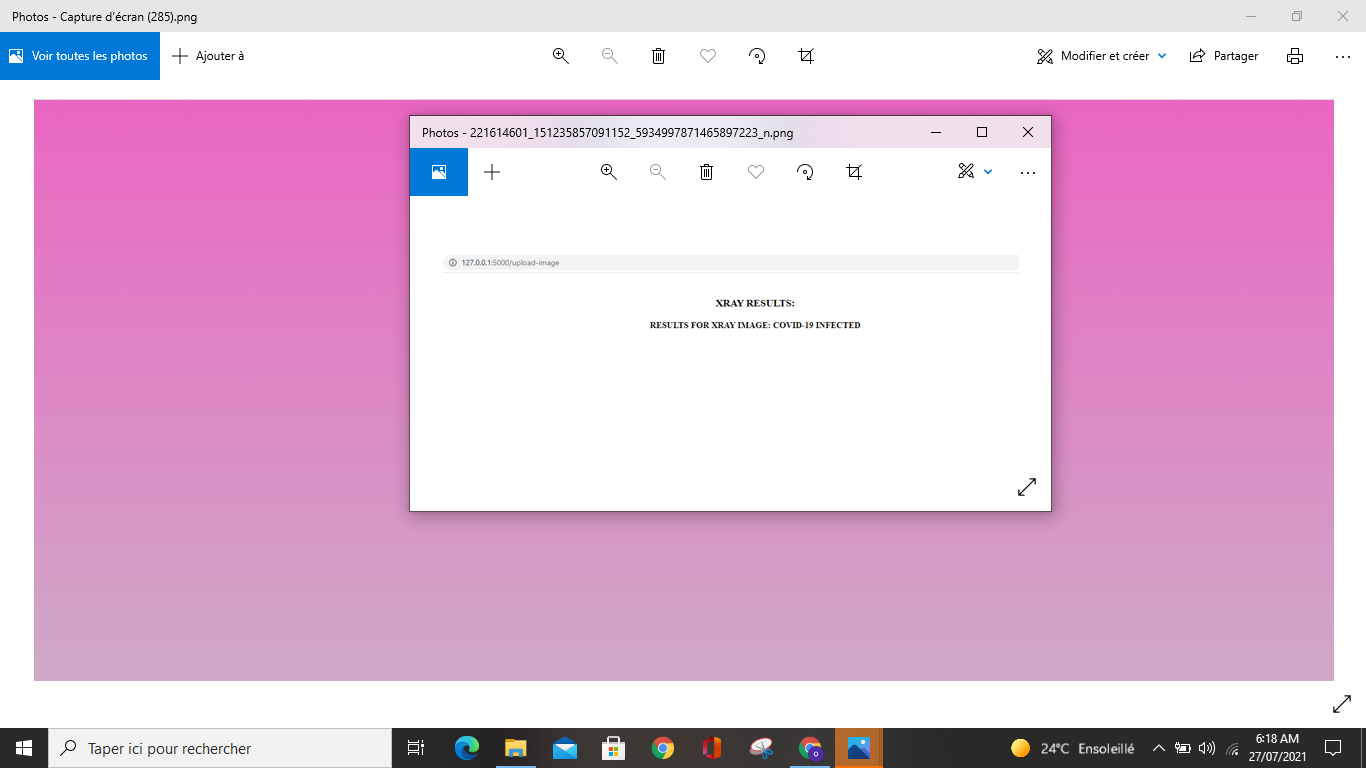 Photos - Capture d'écran (285).png
Voir toutes les photos
Ajouter à
Modifier et créer
Partager
Photos - 221614601_151235857091152_5934997871465897223_n.png
127.0.0.1:5000/upload-image
XRAY RESULTS:
RESULTS FOR XRAY IMAGE: COVID-19 INFECTED
Taper ici pour rechercher
24°C Ensoleillé
6:18 AM
27/07/2021